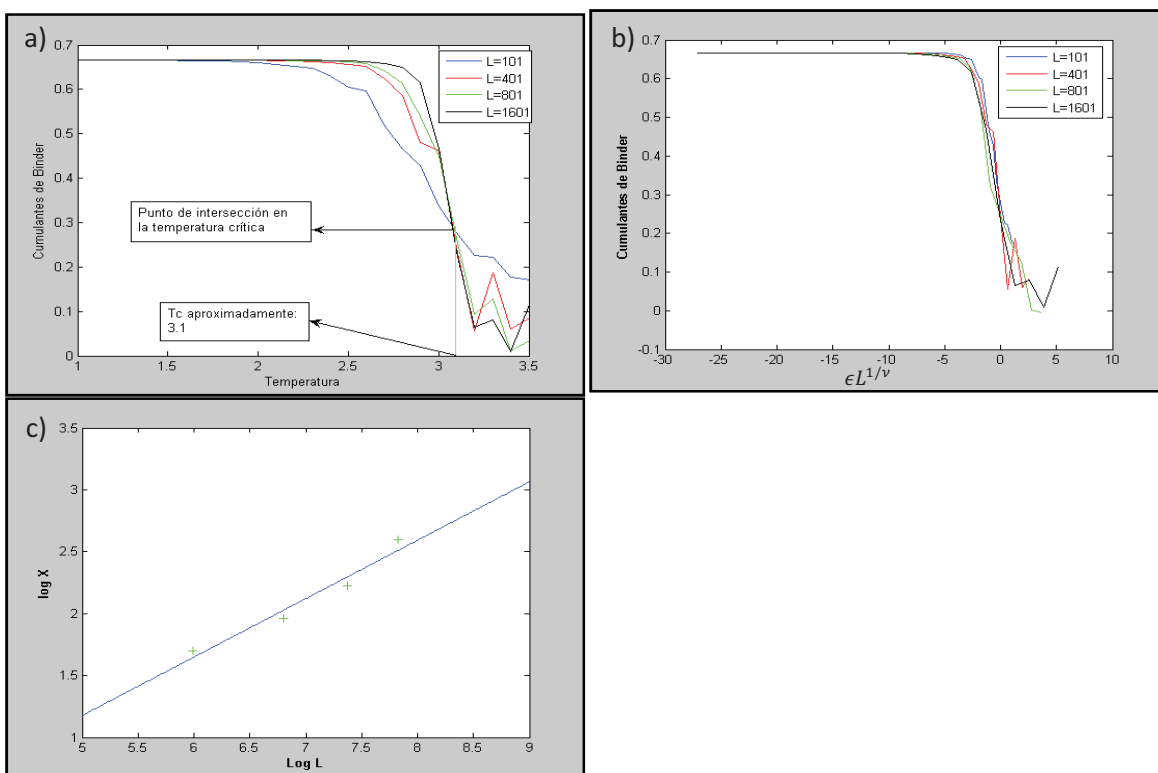 a)
0.7
0.6
0.5
0.4
0.3
0.2
0.1
0
Cumulantes de Binder
L=101
L=401
L=801
L=1601
Punto de intersección en
la temperatura crítica
Tc aproximadamente:
3.1
1
1.5
2
2.5
3
3.5
Temperatura
b)
0.7
0.6
0.5
0.4
0.3
0.2
0.1
0
-0.1
Cumulantes de Binder
L=101
L=401
L=801
L=1601
-30
-25
-20
-15
-10
-5
0
5
10
ϵL^{1/ν}
c)
3.5
3
2.5
2
1.5
1
log X
5
5.5
6
6.5
7
7.5
8
8.5
9
Log L